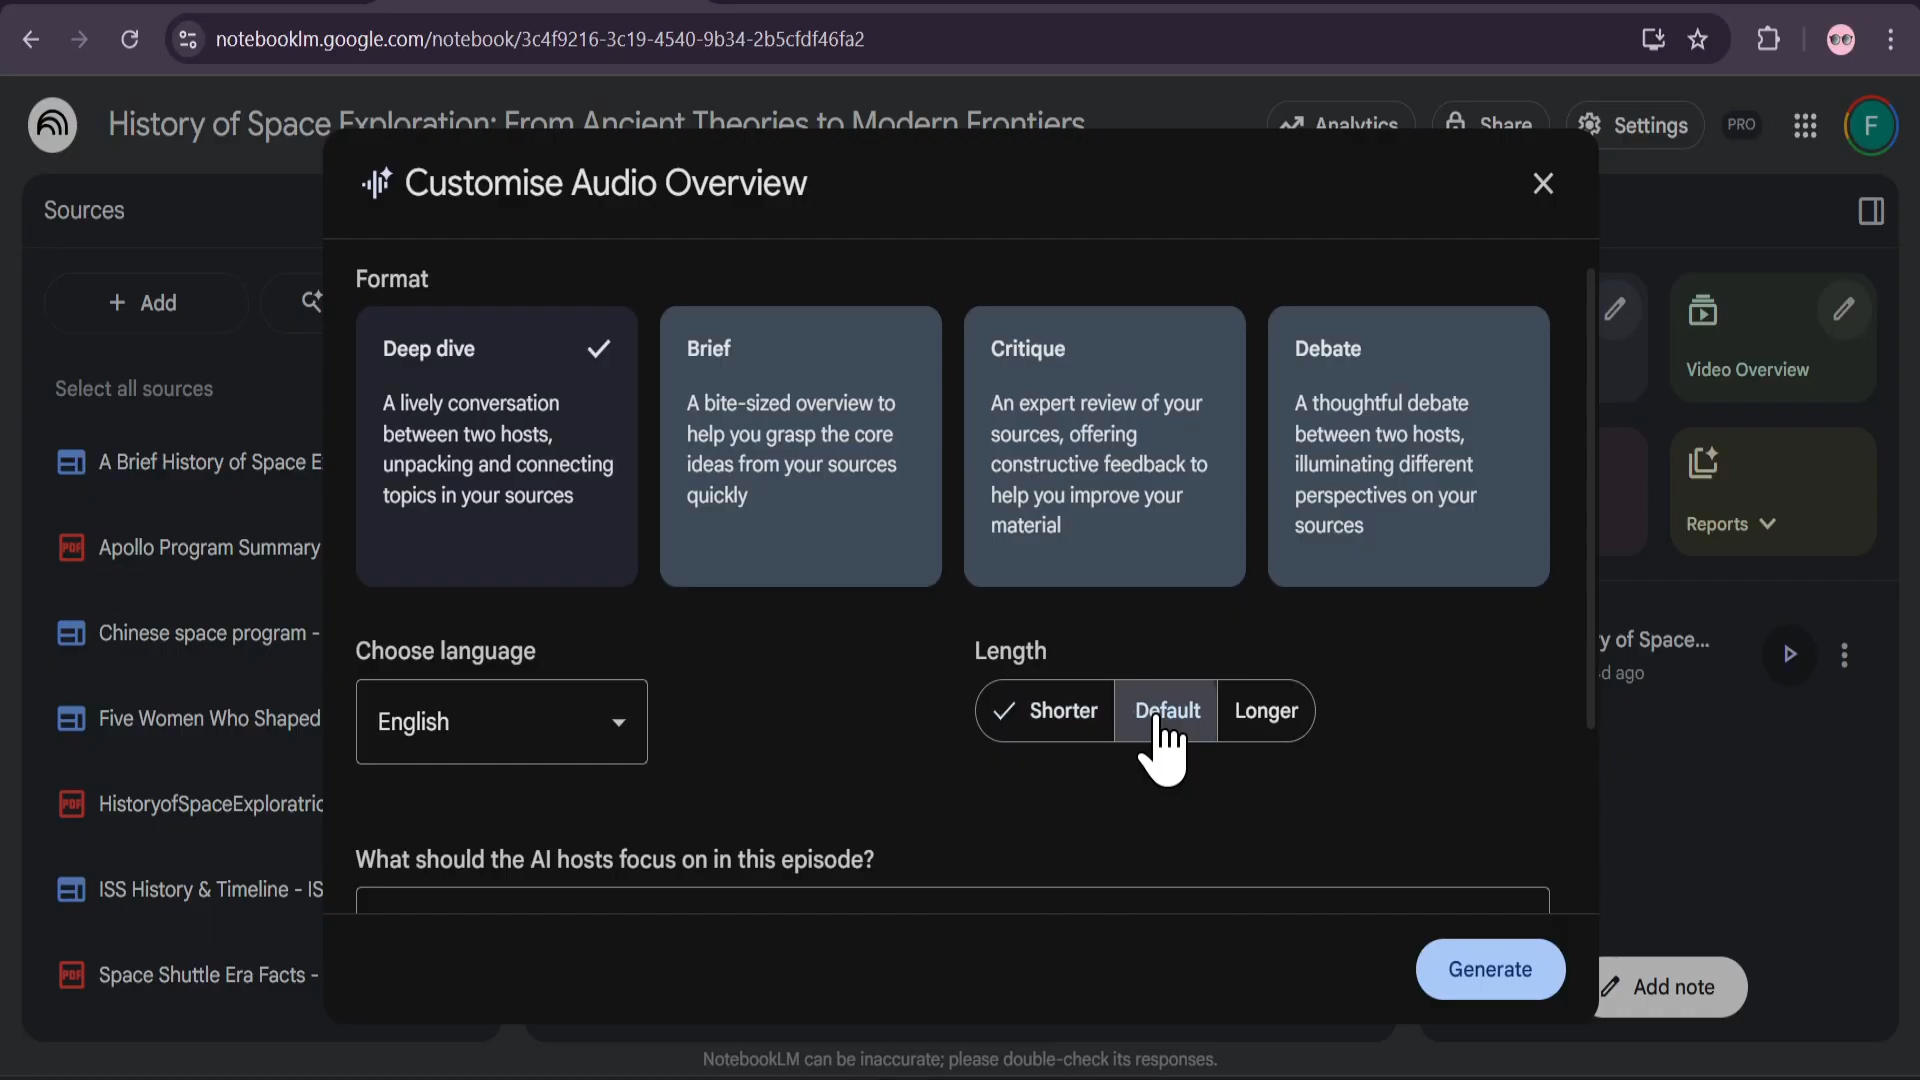 notebooklm.google.com/notebook/3c4f9216-3c19-4540-9b34-2b5cfdf46fa2
History of Space Exploration: From Ancient Theories to Modern Frontiers
Analytics
Share
Settings
PRO
F
Customise Audio Overview
Sources
Format
Add
Deep dive
A lively conversation
between two hosts,
unpacking and connecting
topics in your sources
Brief
A bite-sized overview to
help you grasp the core
ideas from your sources
quickly
Critique
An expert review of your
sources, offering
constructive feedback to
help you improve your
material
Debate
A thoughtful debate
between two hosts,
illuminating different
perspectives on your
sources
Video Overview
Reports
Select all sources
A Brief History of Space E
PDF Apollo Program Summary
Chinese space program -
Five Women Who Shaped
PDF HistoryofSpaceExploratio
ISS History & Timeline - IS
PDF Space Shuttle Era Facts -
Choose language
English
Length
Shorter
Default
Longer
y of Space...
d ago
What should the AI hosts focus on in this episode?
Generate
Add note
NotebookLM can be inaccurate; please double-check its responses.